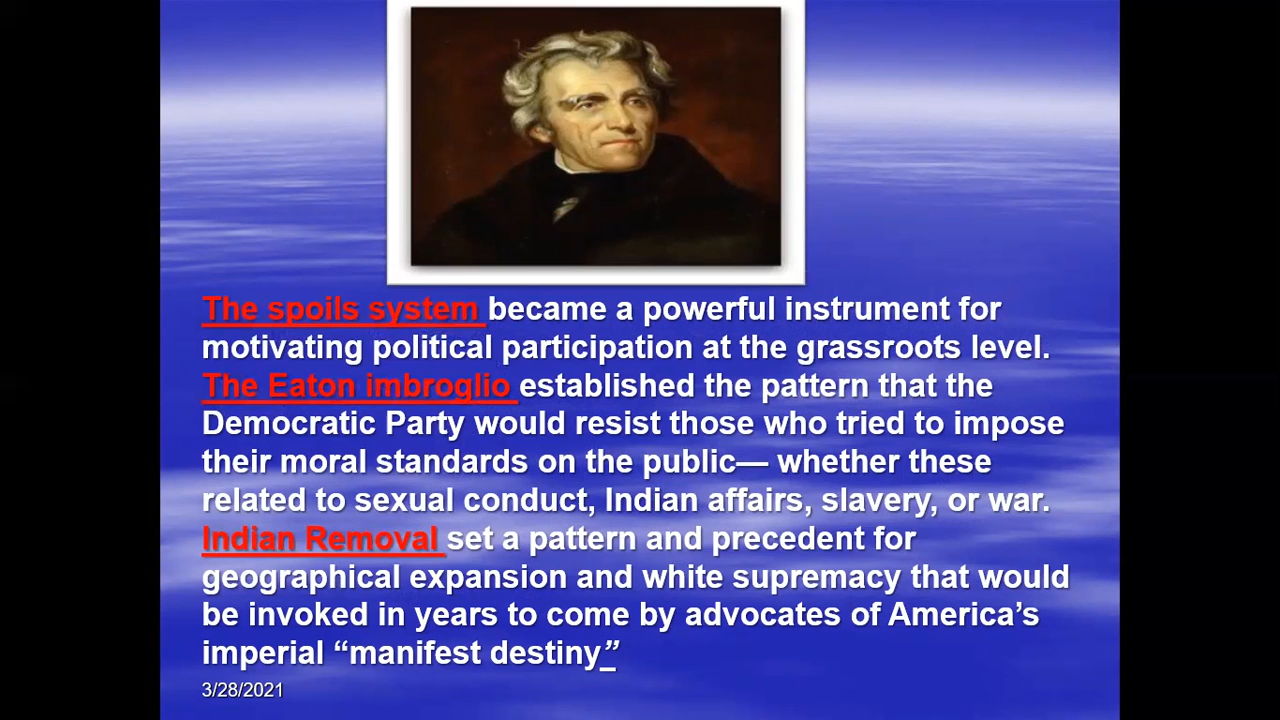 The spoils system became a powerful instrument for
motivating political participation at the grassroots level.
The Eaton imbroglio established the pattern that the
Democratic Party would resist those who tried to impose
their moral standards on the public— whether these
related to sexual conduct, Indian affairs, slavery, or war.
Indian Removal set a pattern and precedent for
geographical expansion and white supremacy that would
be invoked in years to come by advocates of America’s
imperial “manifest destiny”
3/28/2021